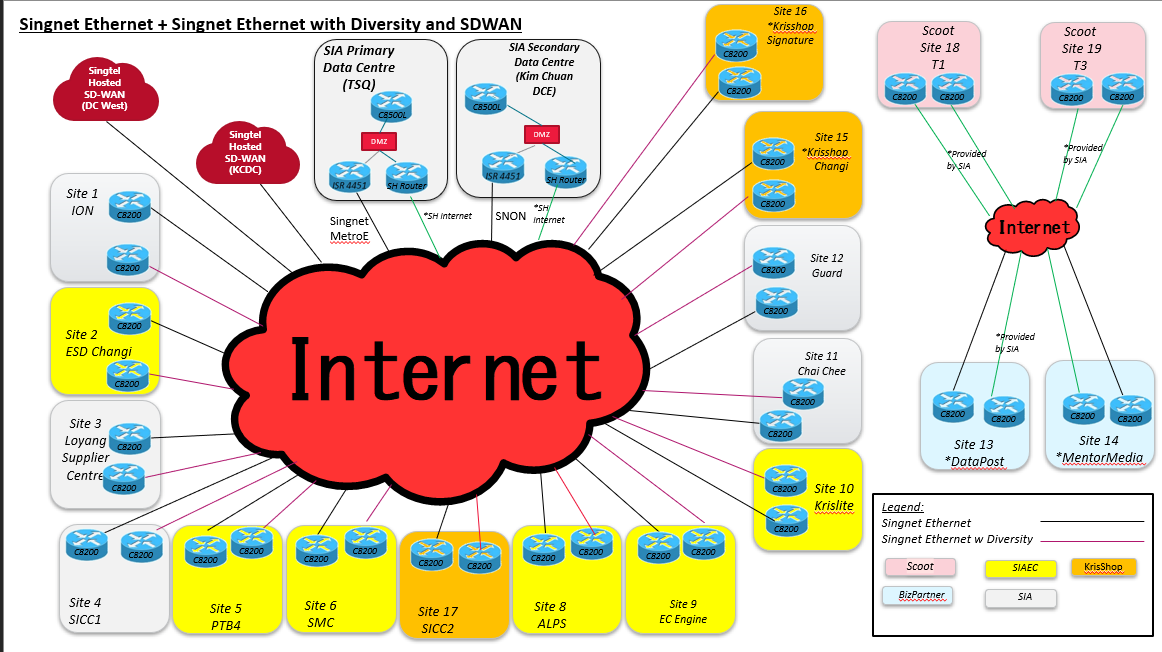 Singnet Ethernet + Singnet Ethernet with Diversity and SDWAN
Singtel
Hosted
SD-WAN
(DC West)
Singtel
Hosted
SD-WAN
(KCDC)
SIA Primary
Data Centre
(TSQ)
C8500L
DMZ
ISR 4451
SH Router
SIA Secondary
Data Centre
(Kim Chuan
DCE)
C8500L
DMZ
ISR 4451
SH Router
Singnet
MetroE
*SH Internet
SNON
*SH
Internet
Site 16
*Krisshop
Signature
C8200
C8200
Site 15
*Krisshop
Changi
C8200
C8200
Site 12
Guard
C8200
C8200
Site 11
Chai Chee
C8200
C8200
Site 10
Krislite
C8200
C8200
Site 1
ION
C8200
C8200
Site 2
ESD Changi
C8200
C8200
Site 3
Loyang
Supplier
Centre
C8200
C8200
Internet
C8200
C8200
Site 4
SICC1
C8200
C8200
Site 5
PTB4
C8200
C8200
Site 6
SMC
C8200
C8200
Site 17
SICC2
C8200
C8200
Site 8
ALPS
C8200
C8200
Site 9
EC Engine
Scoot
Site 18
T1
C8200
C8200
Scoot
Site 19
T3
C8200
C8200
*Provided
by SIA
*Provided
by SIA
Internet
*Provided
by SIA
C8200
C8200
Site 13
*DataPost
C8200
C8200
Site 14
*MentorMedia
Legend:
Singnet Ethernet
Singnet Ethernet w Diversity
Scoot
SIAEC
KrisShop
BizPartner
SIA